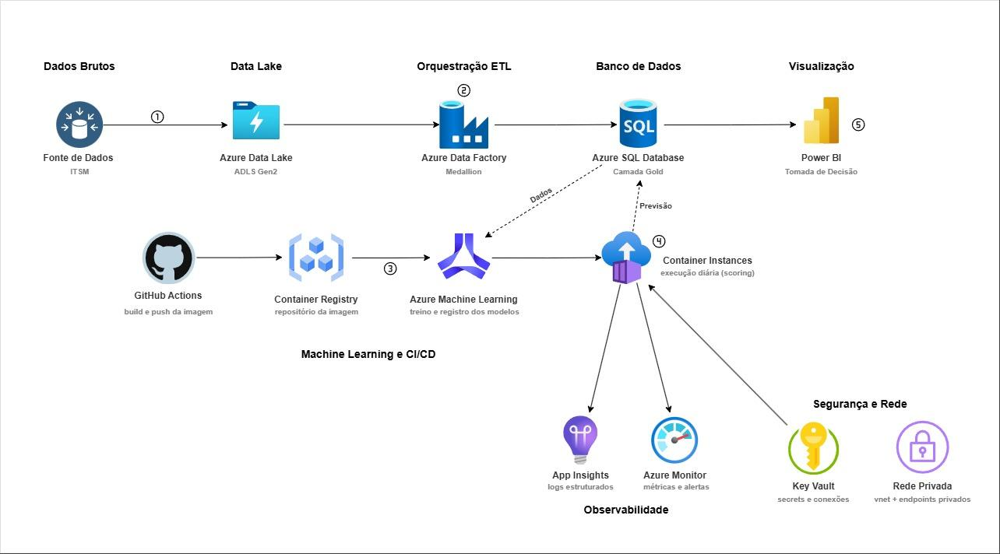 Dados Brutos
Data Lake
Orquestração ETL
Banco de Dados
Visualização
1
2
SQL
5
Fonte de Dados
ITSM
Azure Data Lake
ADLS Gen2
Azure Data Factory
Medallion
Azure SQL Database
Camada Gold
Power BI
Tomada de Decisão
Dados
Previsão
3
4
GitHub Actions
build e push da imagem
Container Registry
repositório da imagem
Azure Machine Learning
treino e registro dos modelos
Container Instances
execução diária (scoring)
Machine Learning e CI/CD
App Insights
logs estruturados
Azure Monitor
métricas e alertas
Observabilidade
Segurança e Rede
Key Vault
secrets e conexões
Rede Privada
vnet + endpoints privados